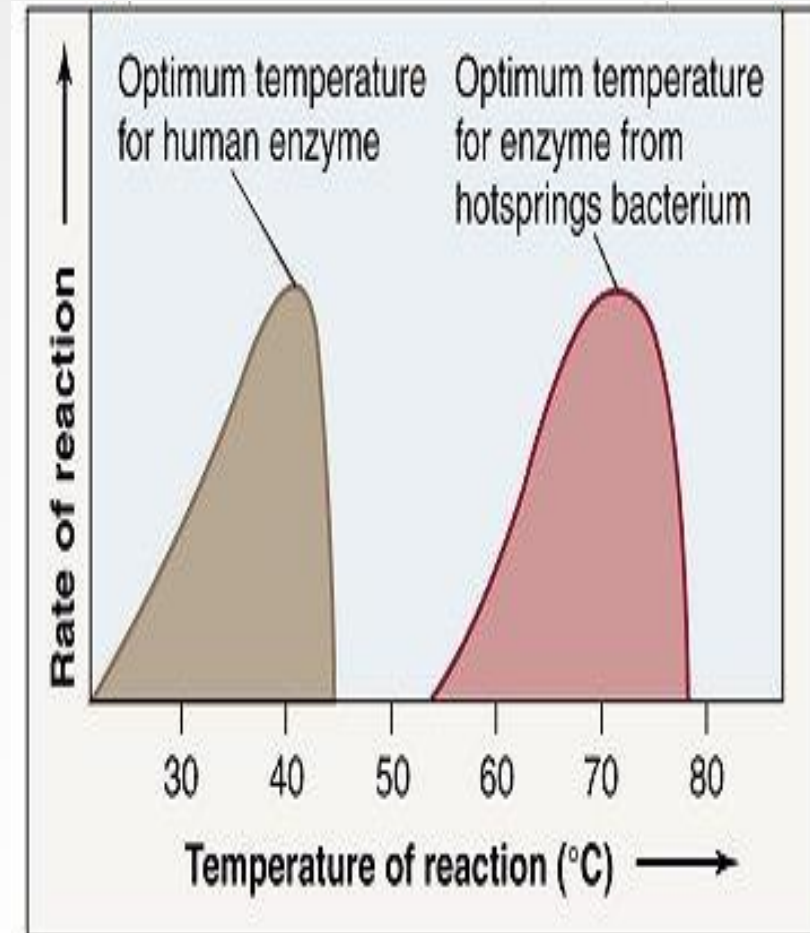 Optimum temperature
for human enzyme
Optimum temperature
for enzyme from
hotsprings bacterium
Rate of reaction
30 40 50 60 70 80
Temperature of reaction (°C)